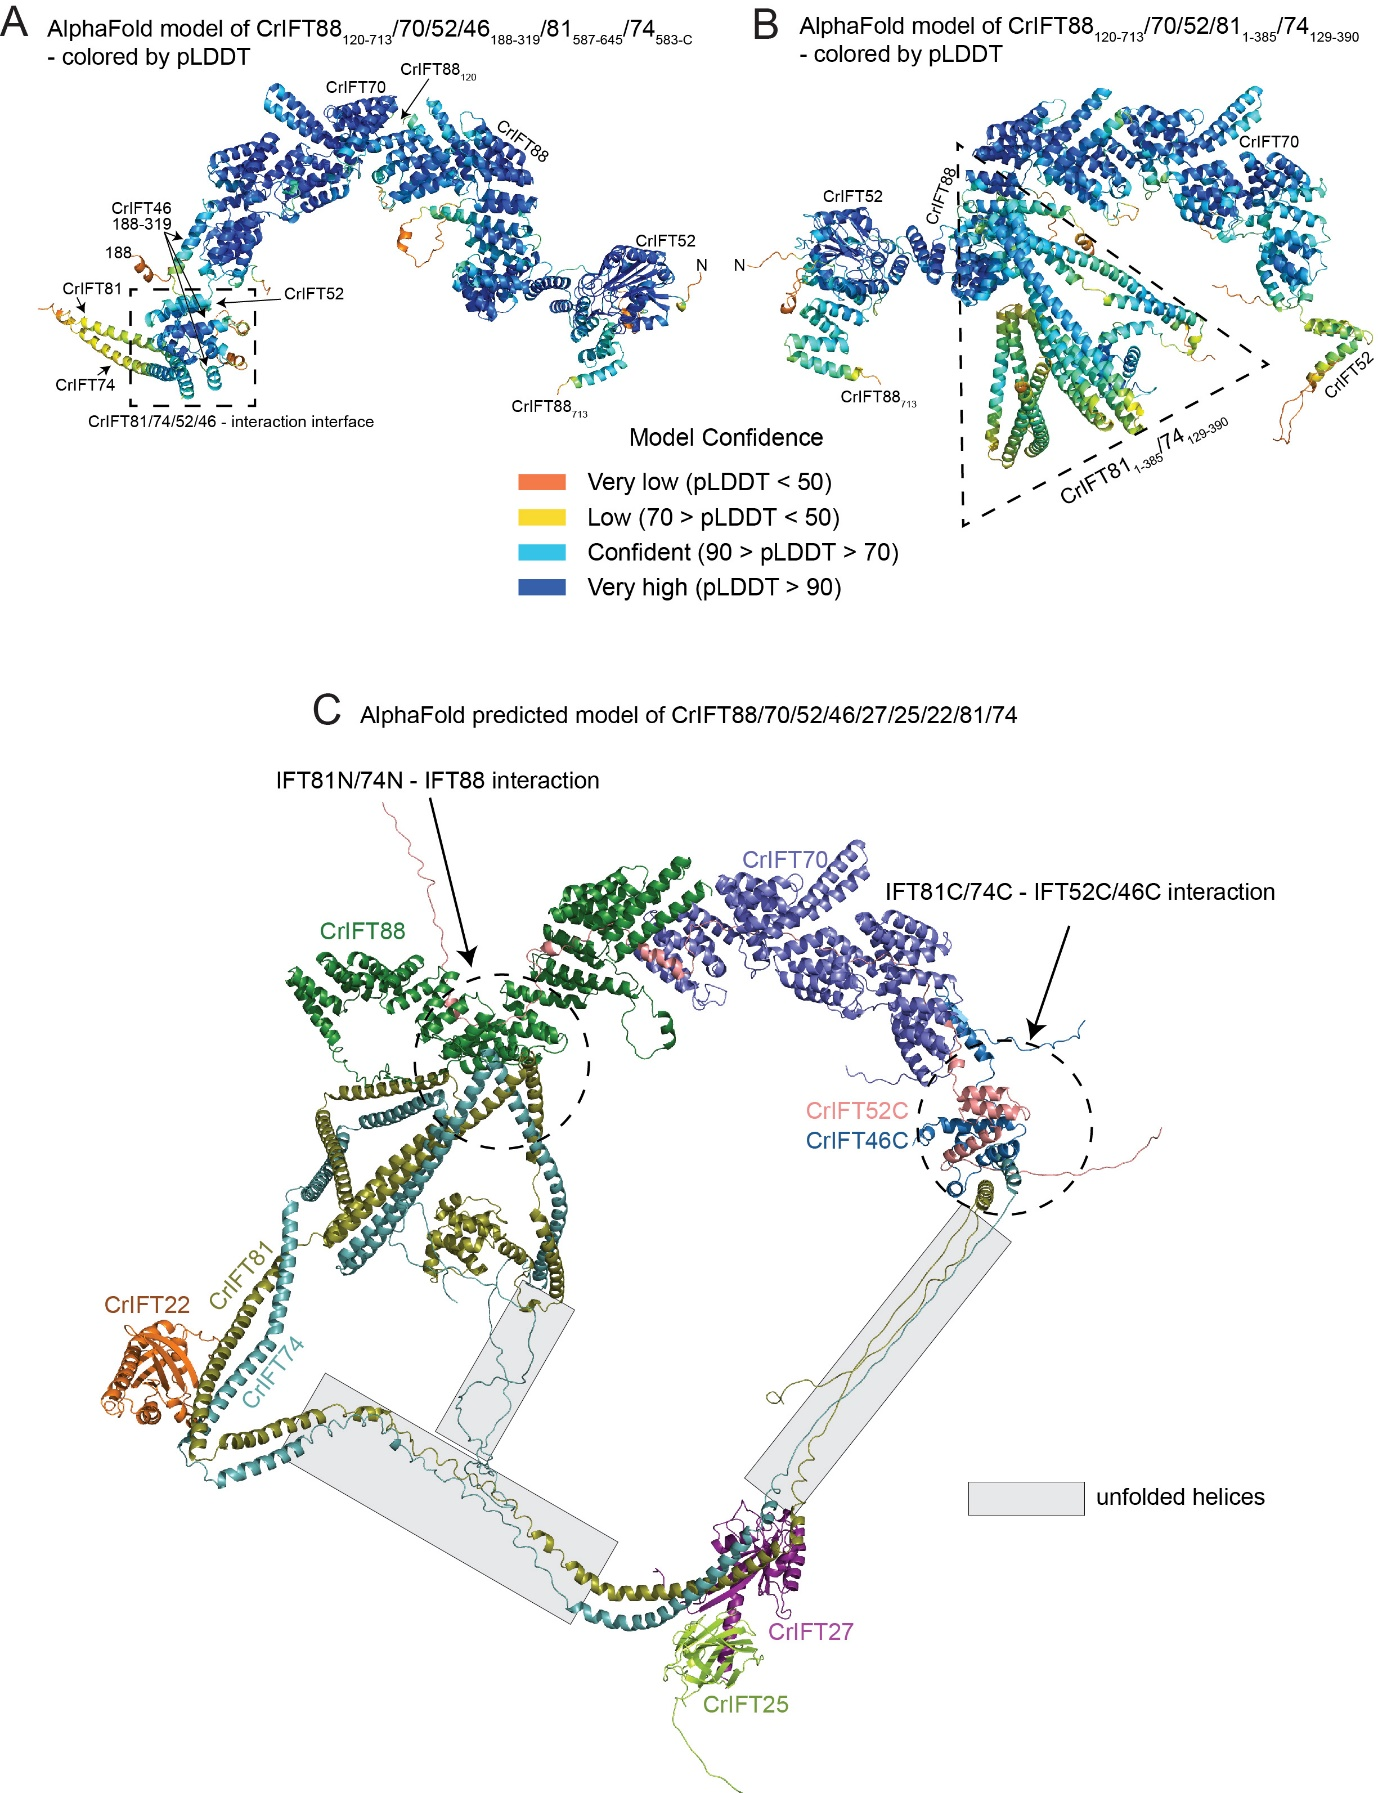 A
AlphaFold model of CrIFT88120-713/70/52/46188-319/81587-645/74583-C
- colored by pLDDT
CrIFT88120
CrIFT70
CrIFT88
CrIFT46
188-319
188
CrIFT81
CrIFT52
CrIFT74
CrIFT81/74/52/46 - interaction interface
CrIFT52
N
CrIFT88713
B
AlphaFold model of CrIFT88120-713/70/52/811-385/74129-390
- colored by pLDDT
CrIFT70
CrIFT88
CrIFT52
N
CrIFT88713
CrIFT52
CrIFT811-385/74129-390
Model Confidence
Very low (pLDDT < 50)
Low (70 > pLDDT < 50)
Confident (90 > pLDDT > 70)
Very high (pLDDT > 90)
C
AlphaFold predicted model of CrIFT88/70/52/46/27/25/22/81/74
IFT81N/74N - IFT88 interaction
CrIFT70
IFT81C/74C - IFT52C/46C interaction
CrIFT88
CrIFT52C
CrIFT46C
CrIFT81
CrIFT22
CrIFT74
unfolded helices
CrIFT27
CrIFT25